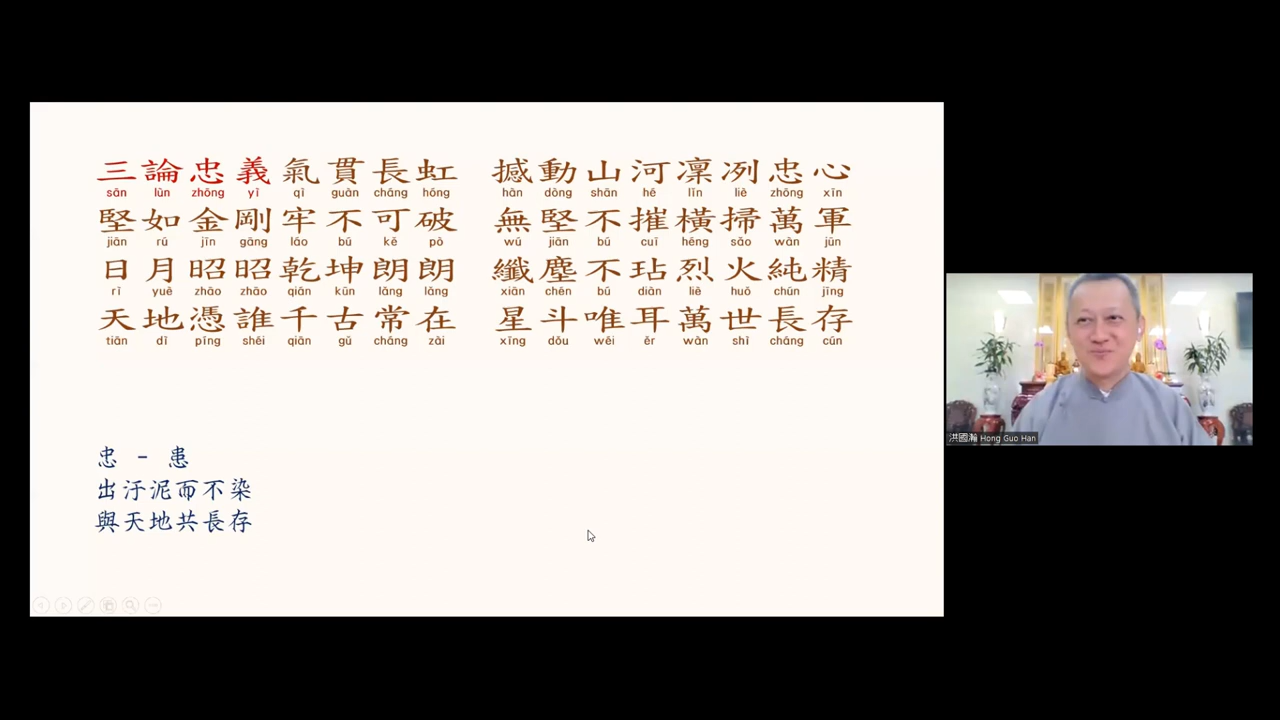 三論忠義氣貫長虹 撼動山河凜冽忠心
sān lùn zhōng yì qì guàn cháng hóng hàn dòng shān hé lǐn liè zhōng xīn
堅如金剛牢不可破 無堅不摧橫掃萬軍
jiān rú jīn gāng láo bù kě pò wú jiān bù cuī héng sǎo wàn jūn
日月昭昭乾坤朗朗 纖塵不玷烈火純精
rì yuè zhāo zhāo qián kūn lǎng lǎng xiān chén bù diàn liè huǒ chún jīng
天地憑誰千古常在 星斗唯耳萬世長存
tiān dì píng shéi qiān gǔ cháng zài xīng dǒu wéi ěr wàn shì cháng cún
忠 - 患
出汙泥而不染
與天地共長存
洪國瀚 Hong Guo Han